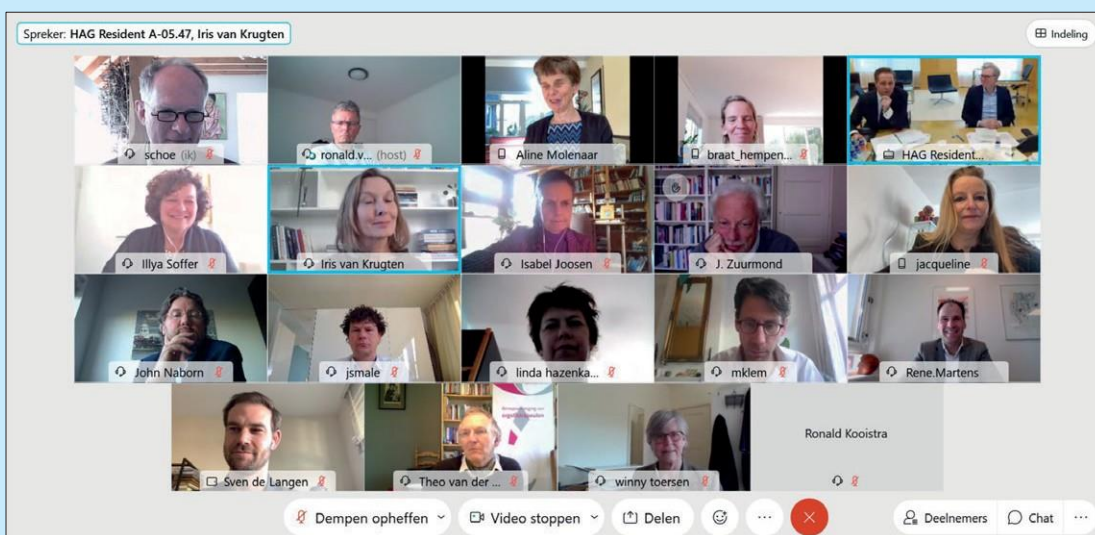 Spreker: HAG Resident A-05.47, Iris van Krugten
Indeling
schoe (ik)
ronald.v... (host)
Aline Molenaar
braat_hempen...
HAG Resident...
Illya Soffer
Iris van Krugten
Isabel Joosen
J. Zuurmond
jacqueline
John Naborn
jsmale
linda hazenka...
mklem
Rene.Martens
Sven de Langen
Theo van der ...
winny toersen
Ronald Kooistra
Dempen opheffen
Video stoppen
Delen
Deelnemers
Chat